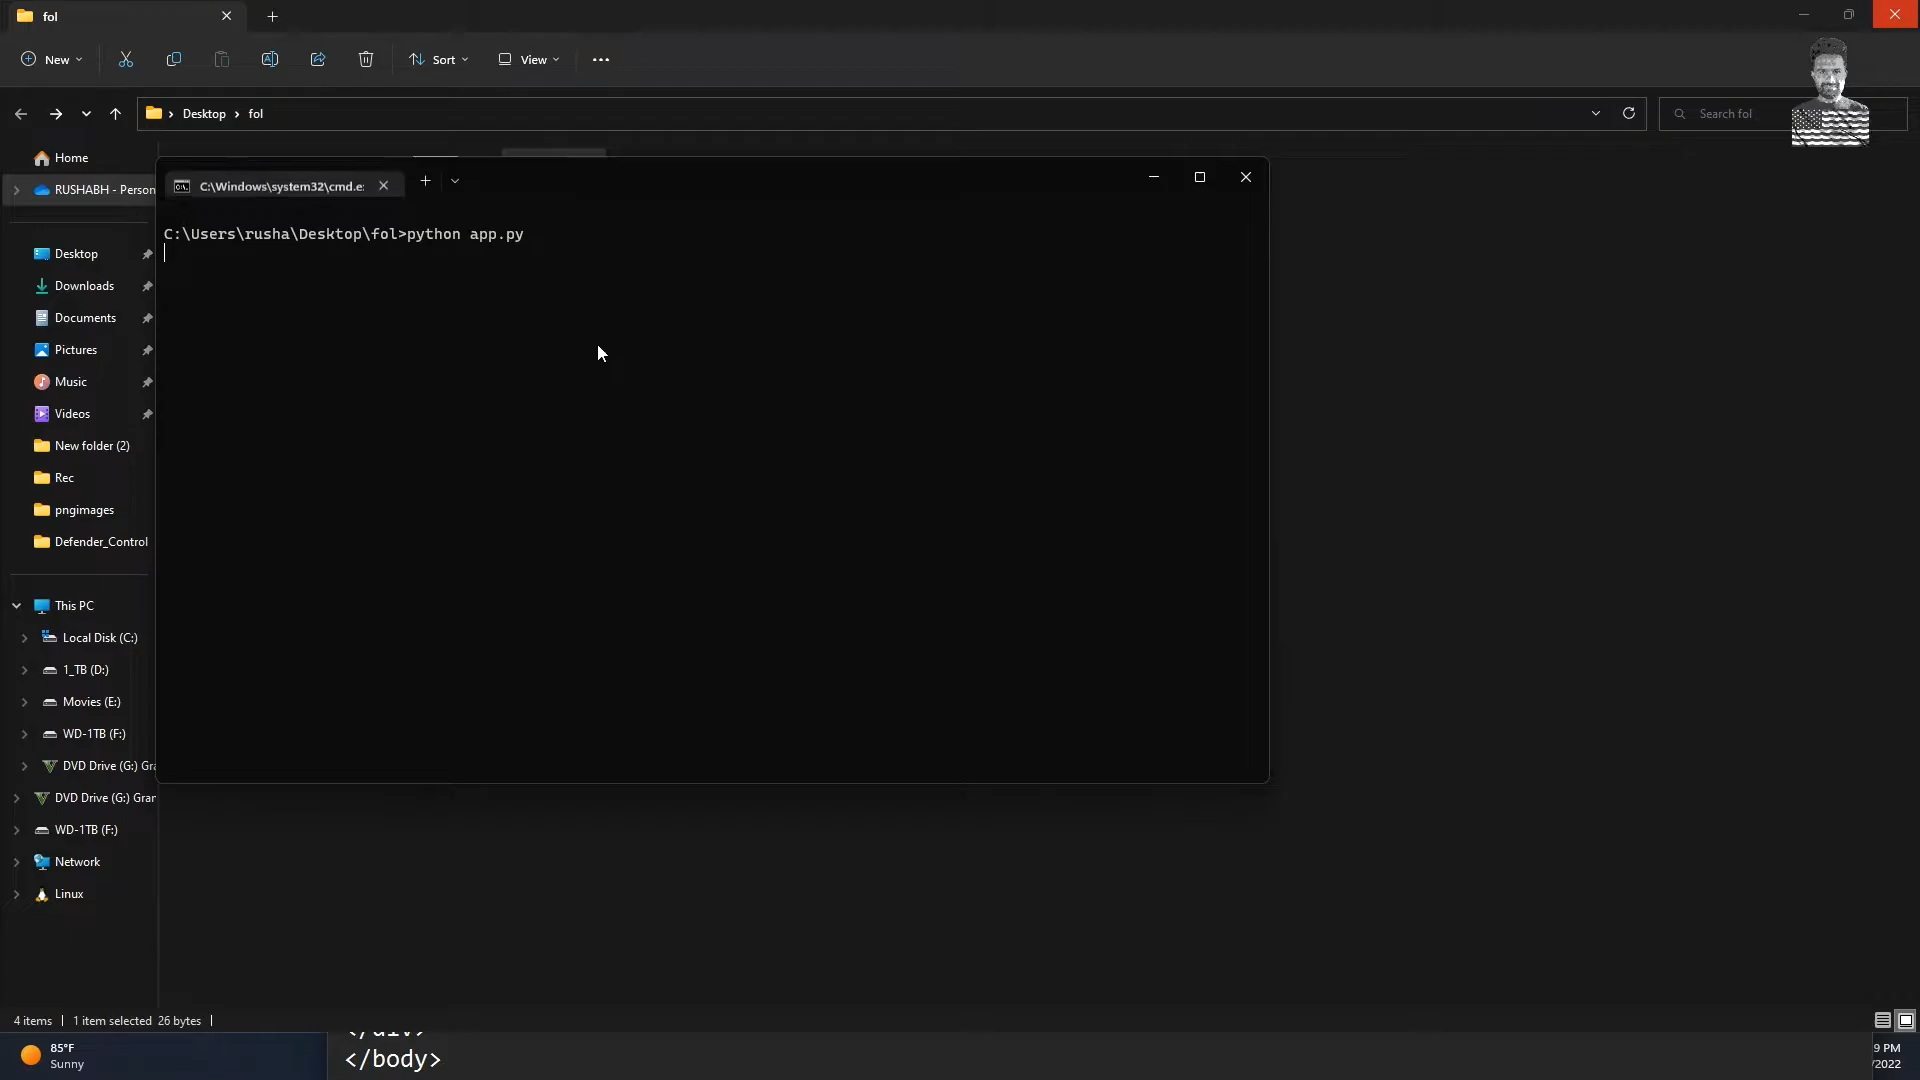 fol
New
Sort
View
Desktop
fol
Search fol
Home
RUSHABH - Person
C:\Windows\system32\cmd.e:
C:\Users\rusha\Desktop\fol>python app.py
Desktop
Downloads
Documents
Pictures
Music
Videos
New folder (2)
Rec
pngimages
Defender_Control
This PC
Local Disk (C:)
1_TB (D:)
Movies (E:)
WD-1TB (F:)
DVD Drive (G:) Gra
DVD Drive (G:) Gran
WD-1TB (F:)
Network
Linux
4 items
1 item selected 26 bytes
85°F
Sunny
</div>
</body>
9 PM
/2022